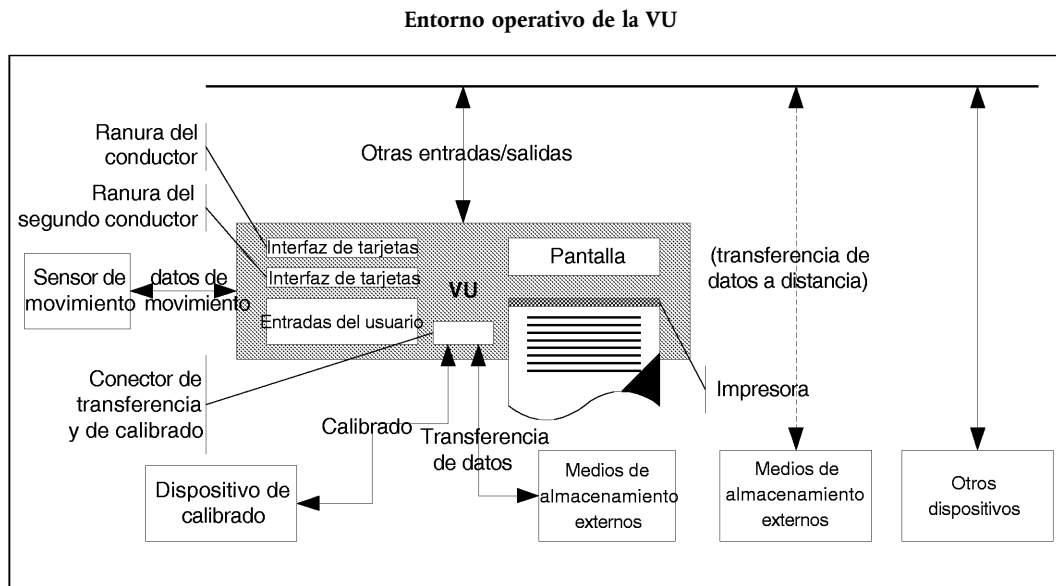 Entorno operativo de la VU
Ranura del
conductor
Otras entradas/salidas
Ranura del
segundo conductor
Interfaz de tarjetas
Interfaz de tarjetas
VU
Entradas del usuario
Pantalla
(transferencia de
datos a distancia)
Sensor de
movimiento
datos de
movimiento
Conector de
transferencia
y de calibrado
Impresora
Calibrado
Transferencia
de datos
Dispositivo de
calibrado
Medios de
almacenamiento
externos
Medios de
almacenamiento
externos
Otros
dispositivos